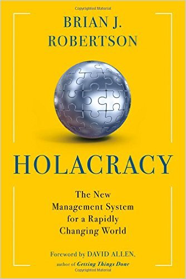 BRIAN J.
ROBERTSON
HOLACRACY
The New
Management System
for a Rapidly
Changing World
Foreword by DAVID ALLEN,
author of Getting Things Done